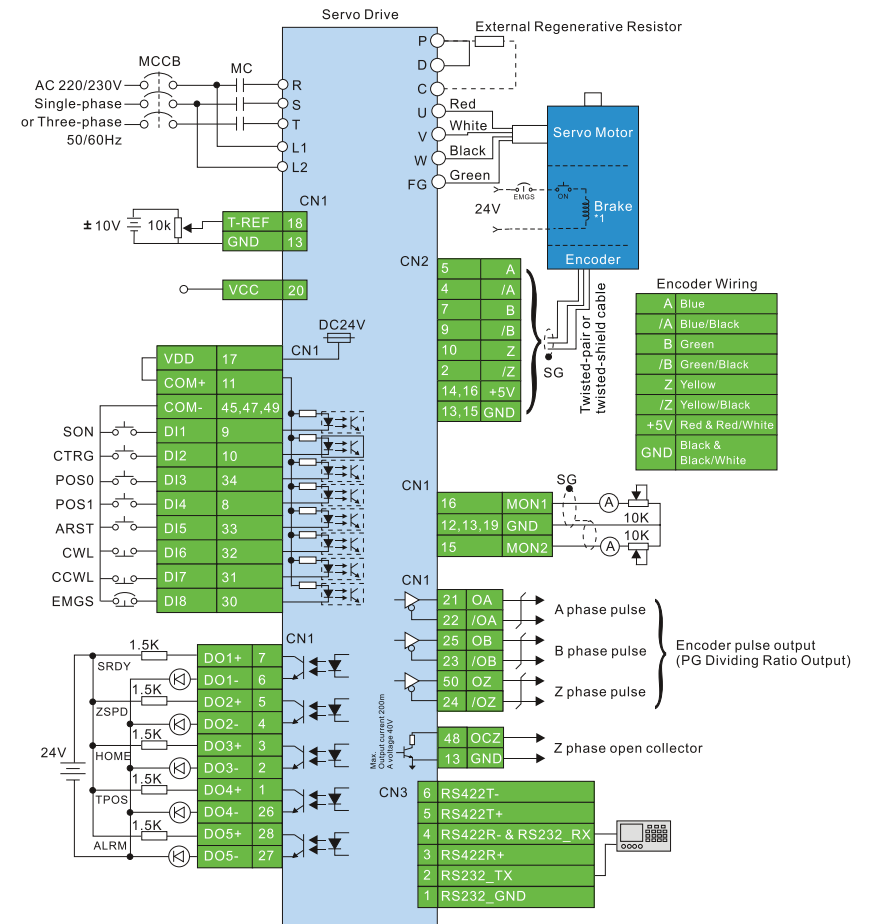 Servo Drive
External Regenerative Resistor
P
D
C
MCCB
MC
AC 220/230V
Single-phase
or Three-phase
50/60Hz
R
S
T
L1
L2
U
V
W
FG
Red
White
Black
Green
Servo Motor
24V
EMGS
ON
Brake
*1
Encoder
CN1
± 10V
10k
T-REF 18
GND 13
VCC 20
CN2
5 A
4 /A
7 B
9 /B
10 Z
2 /Z
14,16 +5V
13,15 GND
SG
Twisted-pair or
twisted-shield cable
Encoder Wiring
A Blue
/A Blue/Black
B Green
/B Green/Black
Z Yellow
/Z Yellow/Black
+5V Red & Red/White
GND Black &
Black/White
DC24V
CN1
VDD 17
COM+ 11
COM- 45,47,49
SON DI1 9
CTRG DI2 10
POS0 DI3 34
POS1 DI4 8
ARST DI5 33
CWL DI6 32
CCWL DI7 31
EMGS DI8 30
CN1
SG
16 MON1
12,13,19 GND
15 MON2
A
10K
10K
A
CN1
21 OA
22 /OA
25 OB
23 /OB
50 OZ
24 /OZ
A phase pulse
B phase pulse
Z phase pulse
Encoder pulse output
(PG Dividing Ratio Output)
CN1
24V
1.5K
SRDY
DO1+ 7
DO1- 6
1.5K
ZSPD
DO2+ 5
DO2- 4
1.5K
HOME
DO3+ 3
DO3- 2
1.5K
TPOS
DO4+ 1
DO4- 26
1.5K
ALRM
DO5+ 28
DO5- 27
Max.
Output current 200m
A voltage 40V
48 OCZ
13 GND
Z phase open collector
CN3
6 RS422T-
5 RS422T+
4 RS422R- & RS232_RX
3 RS422R+
2 RS232_TX
1 RS232_GND